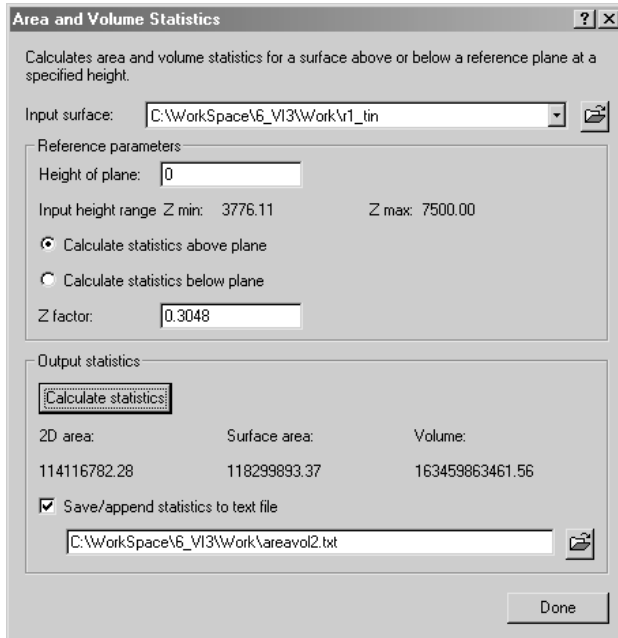 Area and Volume Statistics
Calculates area and volume statistics for a surface above or below a reference plane at a
specified height.
Input surface: C:\WorkSpace\6_VI3\Work\r1_tin
Reference parameters
Height of plane: 0
Input height range Z min: 3776.11 Z max: 7500.00
Calculate statistics above plane
Calculate statistics below plane
Z factor: 0.3048
Output statistics
Calculate statistics
2D area: Surface area: Volume:
114116782.28 118299893.37 163459863461.56
Save/append statistics to text file
C:\WorkSpace\6_VI3\Work\areavol2.txt
Done